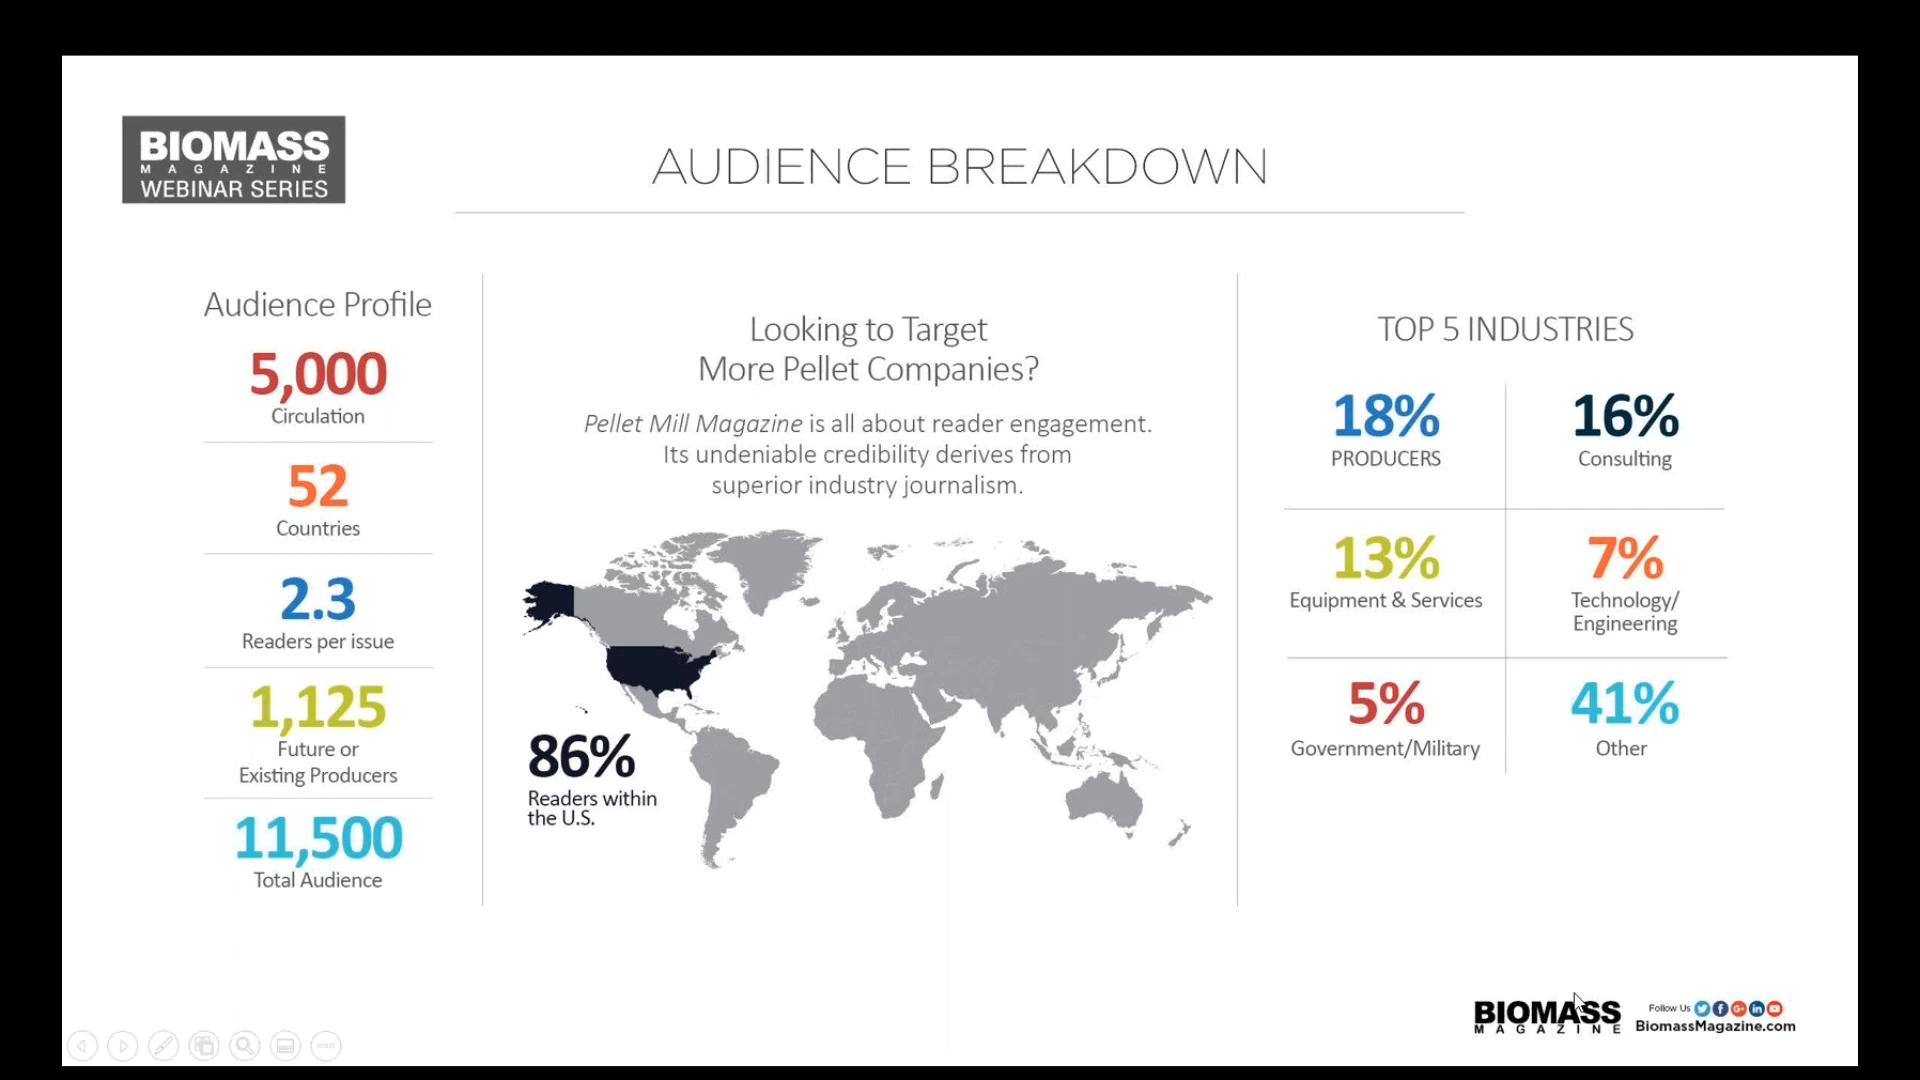 BIOMASS
MAGAZINE
WEBINAR SERIES
AUDIENCE BREAKDOWN
Audience Profile
5,000
Circulation
52
Countries
2.3
Readers per issue
1,125
Future or
Existing Producers
11,500
Total Audience
Looking to Target
More Pellet Companies?
Pellet Mill Magazine is all about reader engagement.
Its undeniable credibility derives from
superior industry journalism.
86%
Readers within
the U.S.
TOP 5 INDUSTRIES
18%
PRODUCERS
16%
Consulting
13%
Equipment & Services
7%
Technology/
Engineering
5%
Government/Military
41%
Other
BIOMASS
MAGAZINE
Follow Us
BiomassMagazine.com